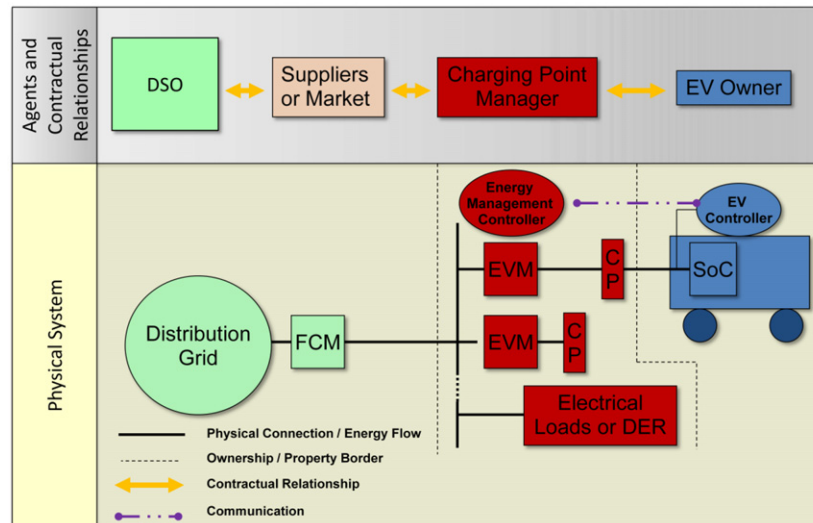 Agents and
Contractual
Relationships
DSO
Suppliers
or Market
Charging Point
Manager
EV Owner
Physical System
Energy
Management
Controller
EV
Controller
EVM
CP
SoC
Distribution
Grid
FCM
EVM
CP
Electrical
Loads or DER
Physical Connection / Energy Flow
Ownership / Property Border
Contractual Relationship
Communication